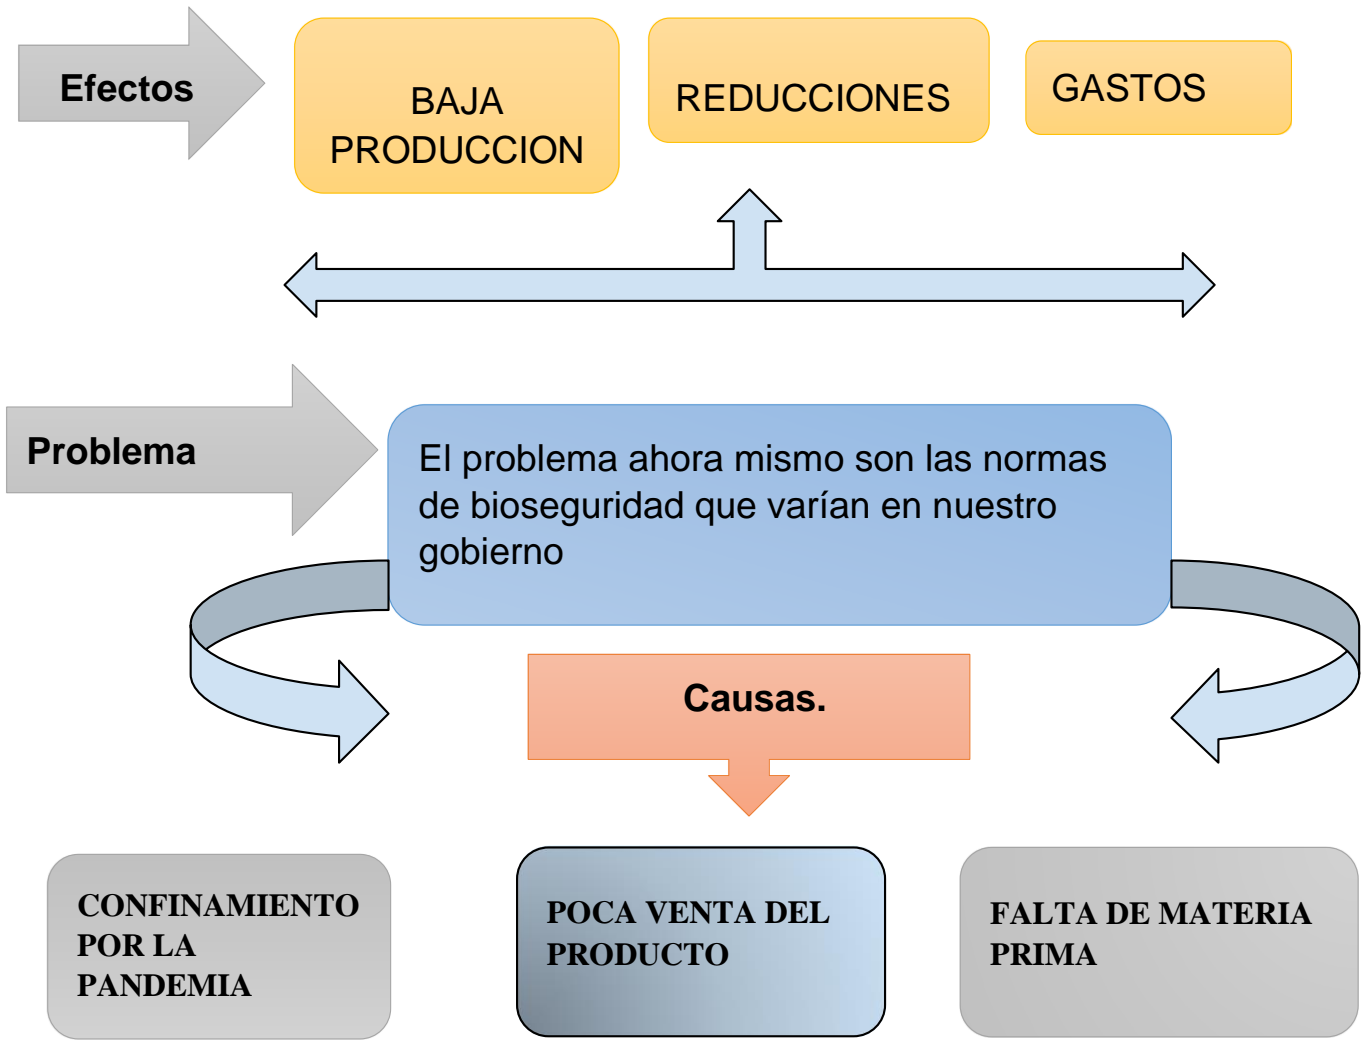 Efectos
BAJA
PRODUCCION
REDUCCIONES
GASTOS
Problema
El problema ahora mismo son las normas
de bioseguridad que varían en nuestro
gobierno
Causas.
CONFINAMIENTO
POR LA
PANDEMIA
POCA VENTA DEL
PRODUCTO
FALTA DE MATERIA
PRIMA